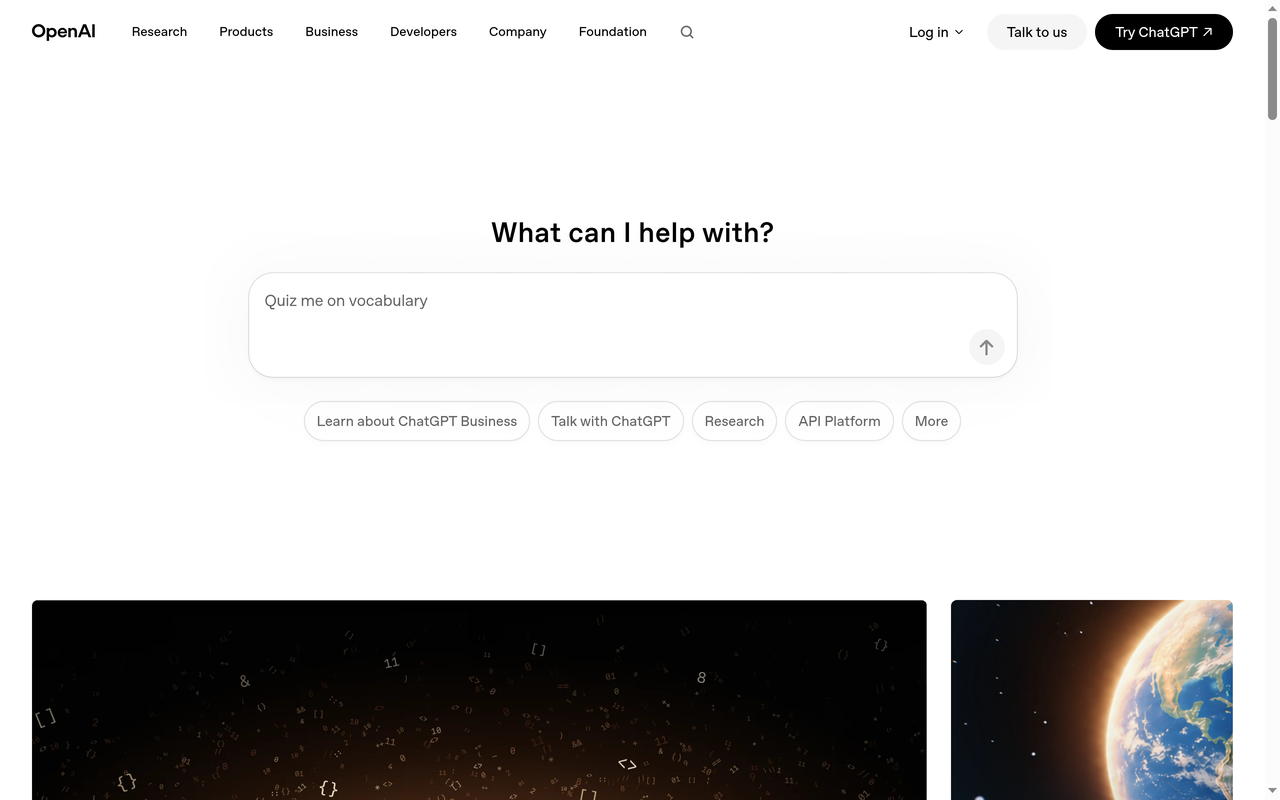 OpenAI Research Products Business Developers Company Foundation Log in Talk to us Try ChatGPT
What can I help with?
Quiz me on vocabulary
Learn about ChatGPT Business Talk with ChatGPT Research API Platform More